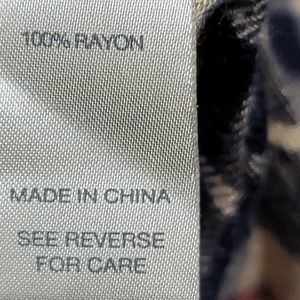 100% RAYON
MADE IN CHINA
SEE REVERSE
FOR CARE